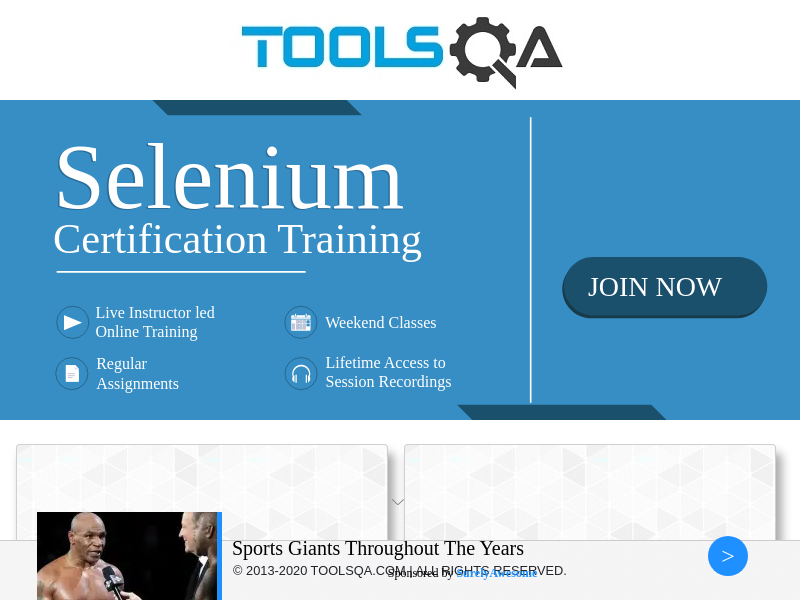 TOOLSQA
Selenium
Certification Training
Live Instructor led
Online Training
Weekend Classes
Regular
Assignments
Lifetime Access to
Session Recordings
JOIN NOW
Sports Giants Throughout The Years
© 2013-2020 TOOLSQA.COM | ALL RIGHTS RESERVED.
Sponsored by SurelyAwesome
>